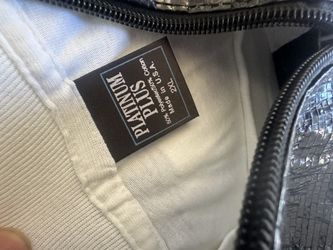 PLATINUM
PLUS
50% Polyester/50% Cotton
Made in U.S.A.
2XL